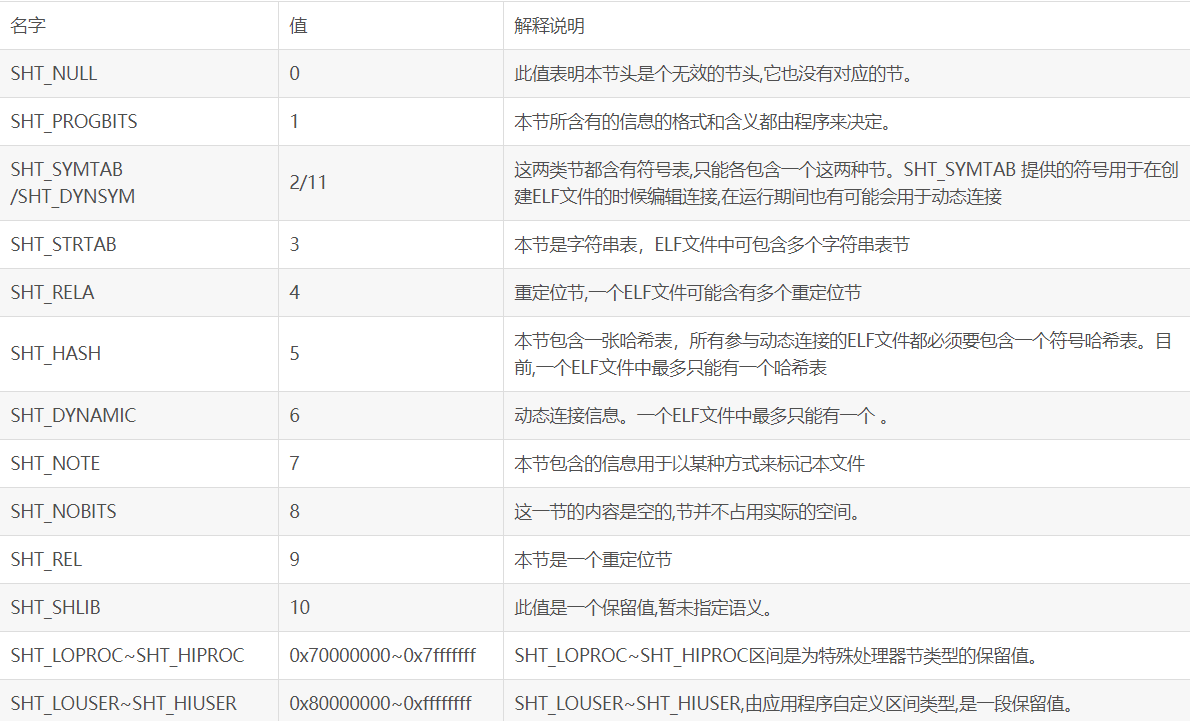 名字 值 解释说明
SHT_NULL 0 此值表明本节头是个无效的节头,它也没有对应的节。
SHT_PROGBITS 1 本节所含有的信息的格式和含义都由程序来决定。
SHT_SYMTAB
/SHT_DYNSYM
2/11
这两类节都含有符号表,只能各包含一个这两种节。SHT_SYMTAB 提供的符号用于在创
建ELF文件的时候编辑连接,在运行期间也有可能会用于动态连接
SHT_STRTAB 3 本节是字符串表，ELF文件中可包含多个字符串表节
SHT_RELA 4 重定位节,一个ELF文件可能含有多个重定位节
SHT_HASH 5
本节包含一张哈希表，所有参与动态连接的ELF文件都必须要包含一个符号哈希表。目
前,一个ELF文件中最多只能有一个哈希表
SHT_DYNAMIC 6 动态连接信息。一个ELF文件中最多只能有一个 。
SHT_NOTE 7 本节包含的信息用于以某种方式来标记本文件
SHT_NOBITS 8 这一节的内容是空的,节并不占用实际的空间。
SHT_REL 9 本节是一个重定位节
SHT_SHLIB 10 此值是一个保留值,暂未指定语义。
SHT_LOPROC~SHT_HIPROC 0x70000000~0x7fffffff SHT_LOPROC~SHT_HIPROC区间是为特殊处理器节类型的保留值。
SHT_LOUSER~SHT_HIUSER 0x80000000~0xffffffff SHT_LOUSER~SHT_HIUSER,由应用程序自定义区间类型,是一段保留值。